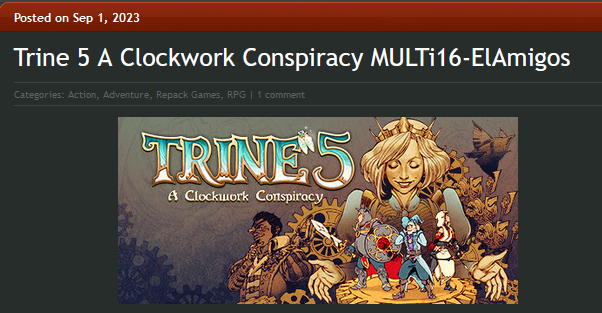 Posted on Sep 1, 2023
Trine 5 A Clockwork Conspiracy MULTi16-ElAmigos
Categories: Action, Adventure, Repack Games, RPG | 1 comment
TRINE 5
A Clockwork Conspiracy